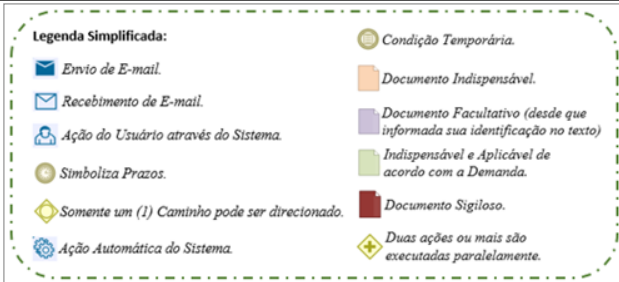 Legenda Simplificada:
Envio de E-mail.
Recebimento de E-mail.
Ação do Usuário através do Sistema.
Simboliza Prazos.
Somente um (1) Caminho pode ser direcionado.
Ação Automática do Sistema.
Condição Temporária.
Documento Indispensável.
Documento Facultativo (desde que
informada sua identificação no texto)
Indispensável e Aplicável de
acordo com a Demanda.
Documento Sigiloso.
Duas ações ou mais são
executadas paralelamente.